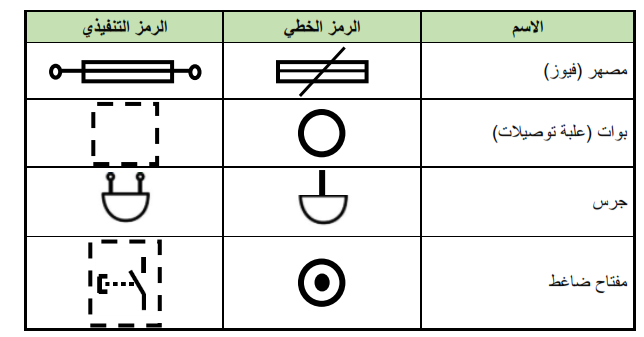 الاسم الرمز الخطي الرمز التنفيذي
مصهر (فيوز)
بوات (علبة توصيلات)
جرس
مفتاح ضاغط